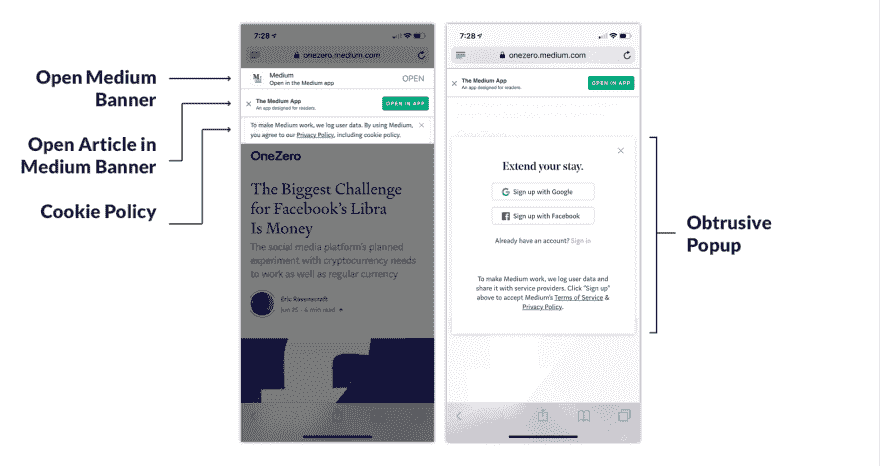 Open Medium
Banner
Open Article in
Medium Banner
Cookie Policy
7:28
onezero.medium.com
Medium
Open in the Medium app
OPEN
The Medium App
An app designed for readers.
OPEN IN APP
To make Medium work, we log user data. By using Medium,
you agree to our Privacy Policy, including cookie policy.
OneZero
The Biggest Challenge
for Facebook's Libra
Is Money
The social media platform's planned
experiment with cryptocurrency needs
to work as well as regular currency
Eric Ravenscraft
Jun 25 · 6 min read
7:28
onezero.medium.com
The Medium App
An app designed for readers.
OPEN IN APP
Extend your stay.
Sign up with Google
Sign up with Facebook
Already have an account? Sign in
To make Medium work, we log user data and
share it with service providers. Click "Sign up"
above to accept Medium's Terms of Service &
Privacy Policy.
Obtrusive
Popup